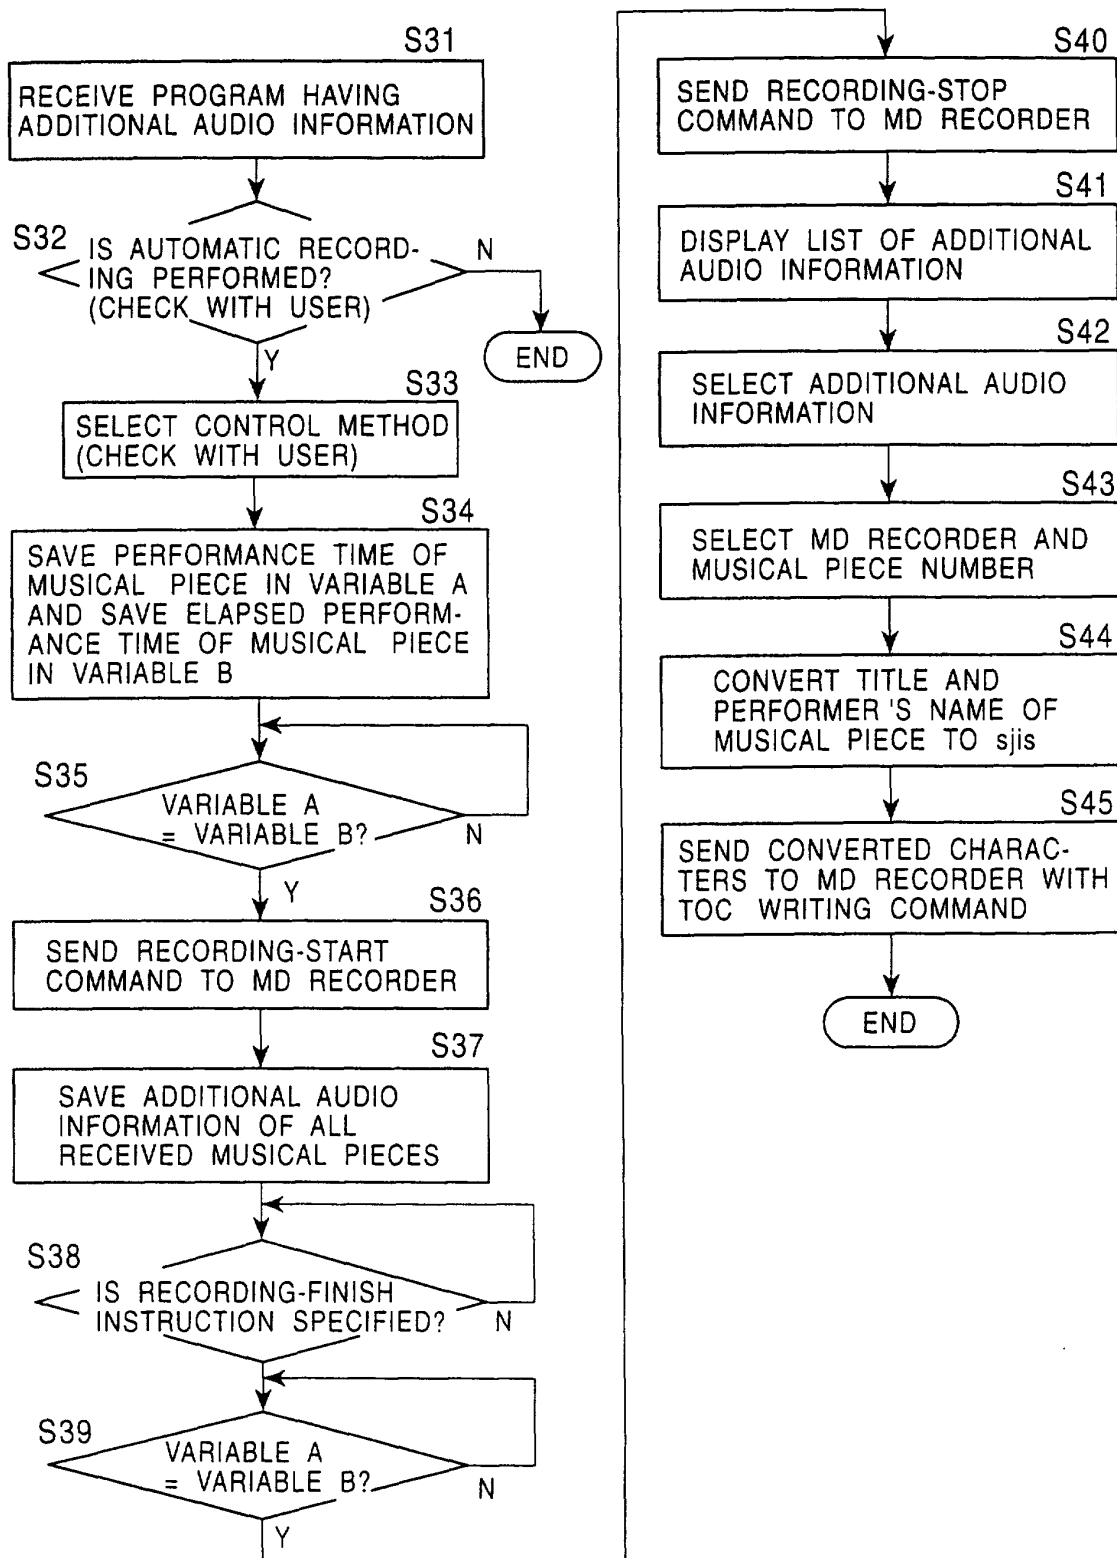 S31
RECEIVE PROGRAM HAVING
ADDITIONAL AUDIO INFORMATION
S32
IS AUTOMATIC RECORD-
ING PERFORMED?
(CHECK WITH USER)
N
END
Y
S33
SELECT CONTROL METHOD
(CHECK WITH USER)
S34
SAVE PERFORMANCE TIME OF
MUSICAL PIECE IN VARIABLE A
AND SAVE ELAPSED PERFORM-
ANCE TIME OF MUSICAL PIECE
IN VARIABLE B
S35
VARIABLE A
= VARIABLE B?
N
Y
S36
SEND RECORDING-START
COMMAND TO MD RECORDER
S37
SAVE ADDITIONAL AUDIO
INFORMATION OF ALL
RECEIVED MUSICAL PIECES
S38
IS RECORDING-FINISH
INSTRUCTION SPECIFIED?
N
S39
VARIABLE A
= VARIABLE B?
N
Y
S40
SEND RECORDING-STOP
COMMAND TO MD RECORDER
S41
DISPLAY LIST OF ADDITIONAL
AUDIO INFORMATION
S42
SELECT ADDITIONAL AUDIO
INFORMATION
S43
SELECT MD RECORDER AND
MUSICAL PIECE NUMBER
S44
CONVERT TITLE AND
PERFORMER'S NAME OF
MUSICAL PIECE TO sjis
S45
SEND CONVERTED CHARAC-
TERS TO MD RECORDER WITH
TOC WRITING COMMAND
END